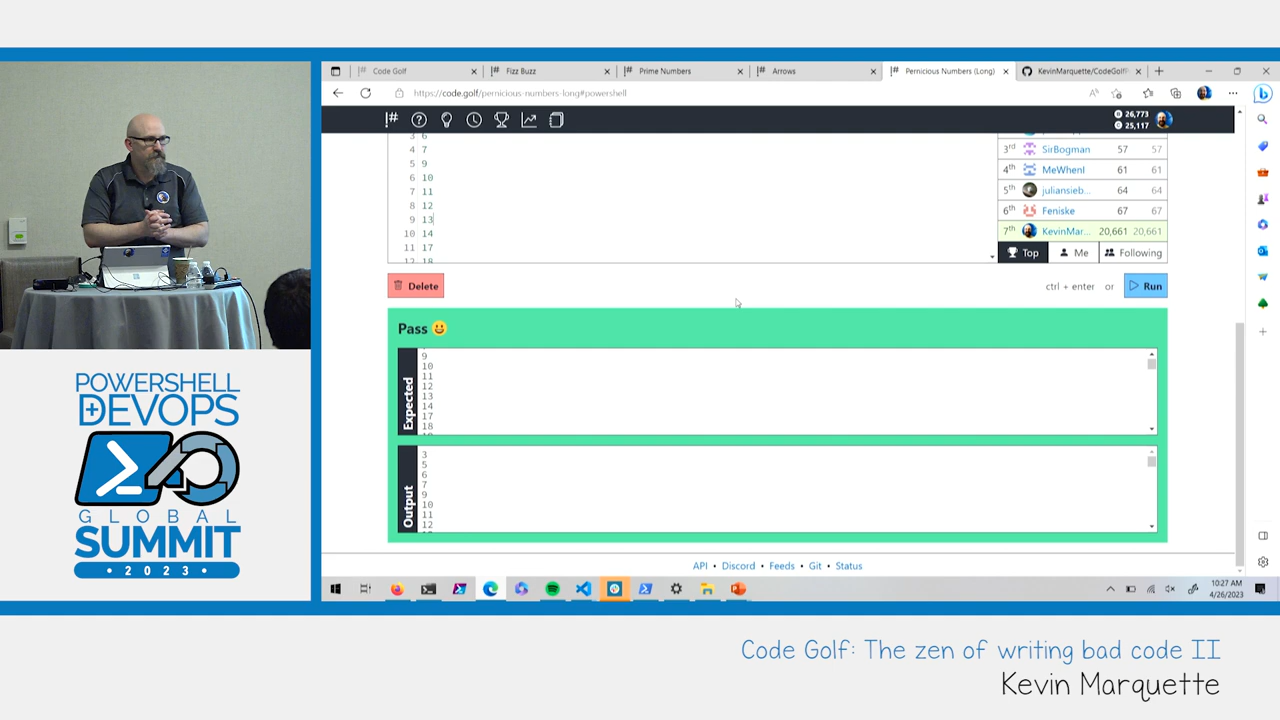 Code Golf
Fizz Buzz
Prime Numbers
Arrows
Pernicious Numbers (Long)
KevinMarquette/CodeGolfP
https://code.golf/pernicious-numbers-long#powershell
26,773
25,117
3 6
4 7
5 9
6 10
7 11
8 12
9 13
10 14
11 17
12 18
3rd SirBogman 57 57
4th MeWhenI 61 61
5th juliansieb... 64 64
6th Feniske 67 67
7th KevinMar... 20,661 20,661
Top Me Following
Delete
ctrl + enter or Run
Pass
Expected
9
10
11
12
13
14
17
18
Output
3
5
6
7
9
10
11
12
API • Discord • Feeds • Git • Status
10:27 AM
4/26/2023
POWERSHELL
+DEVOPS
GLOBAL
SUMMIT
• 2023 •
Code Golf: The zen of writing bad code II
Kevin Marquette